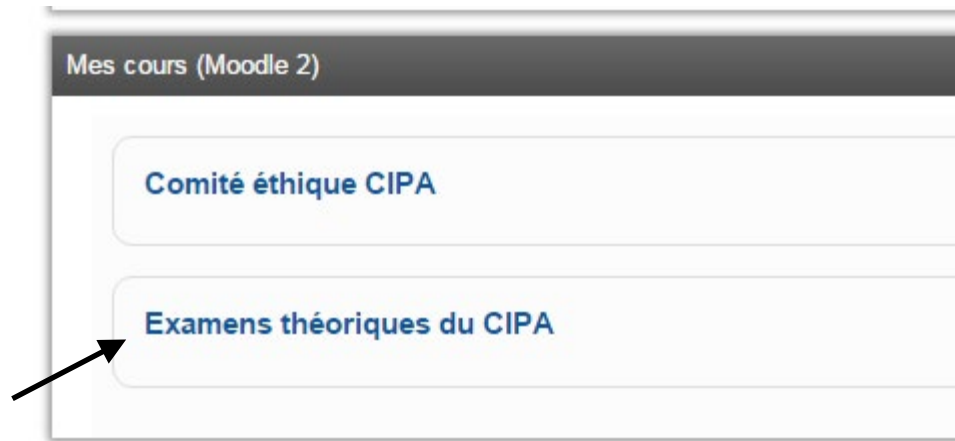 Mes cours (Moodle 2)
Comité éthique CIPA
Examens théoriques du CIPA